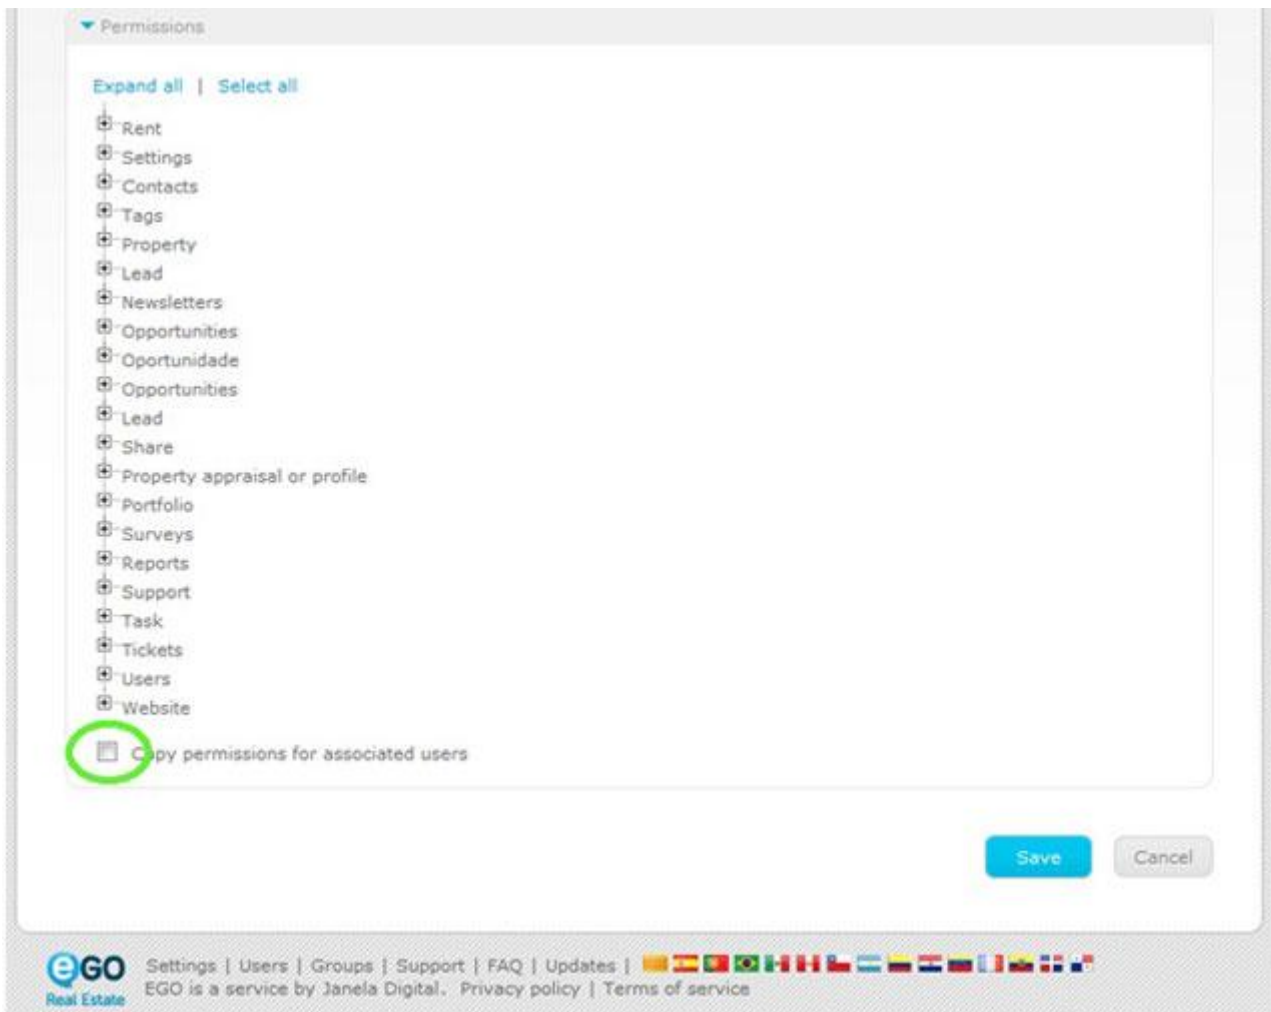 Permissions
Expand all | Select all
Rent
Settings
Contacts
Tags
Property
Lead
Newsletters
Opportunities
Oportunidade
Opportunities
Lead
Share
Property appraisal or profile
Portfolio
Surveys
Reports
Support
Task
Tickets
Users
Website
Copy permissions for associated users
Save Cancel
eGO Settings | Users | Groups | Support | FAQ | Updates |
Real Estate EGO is a service by Janela Digital. Privacy policy | Terms of service